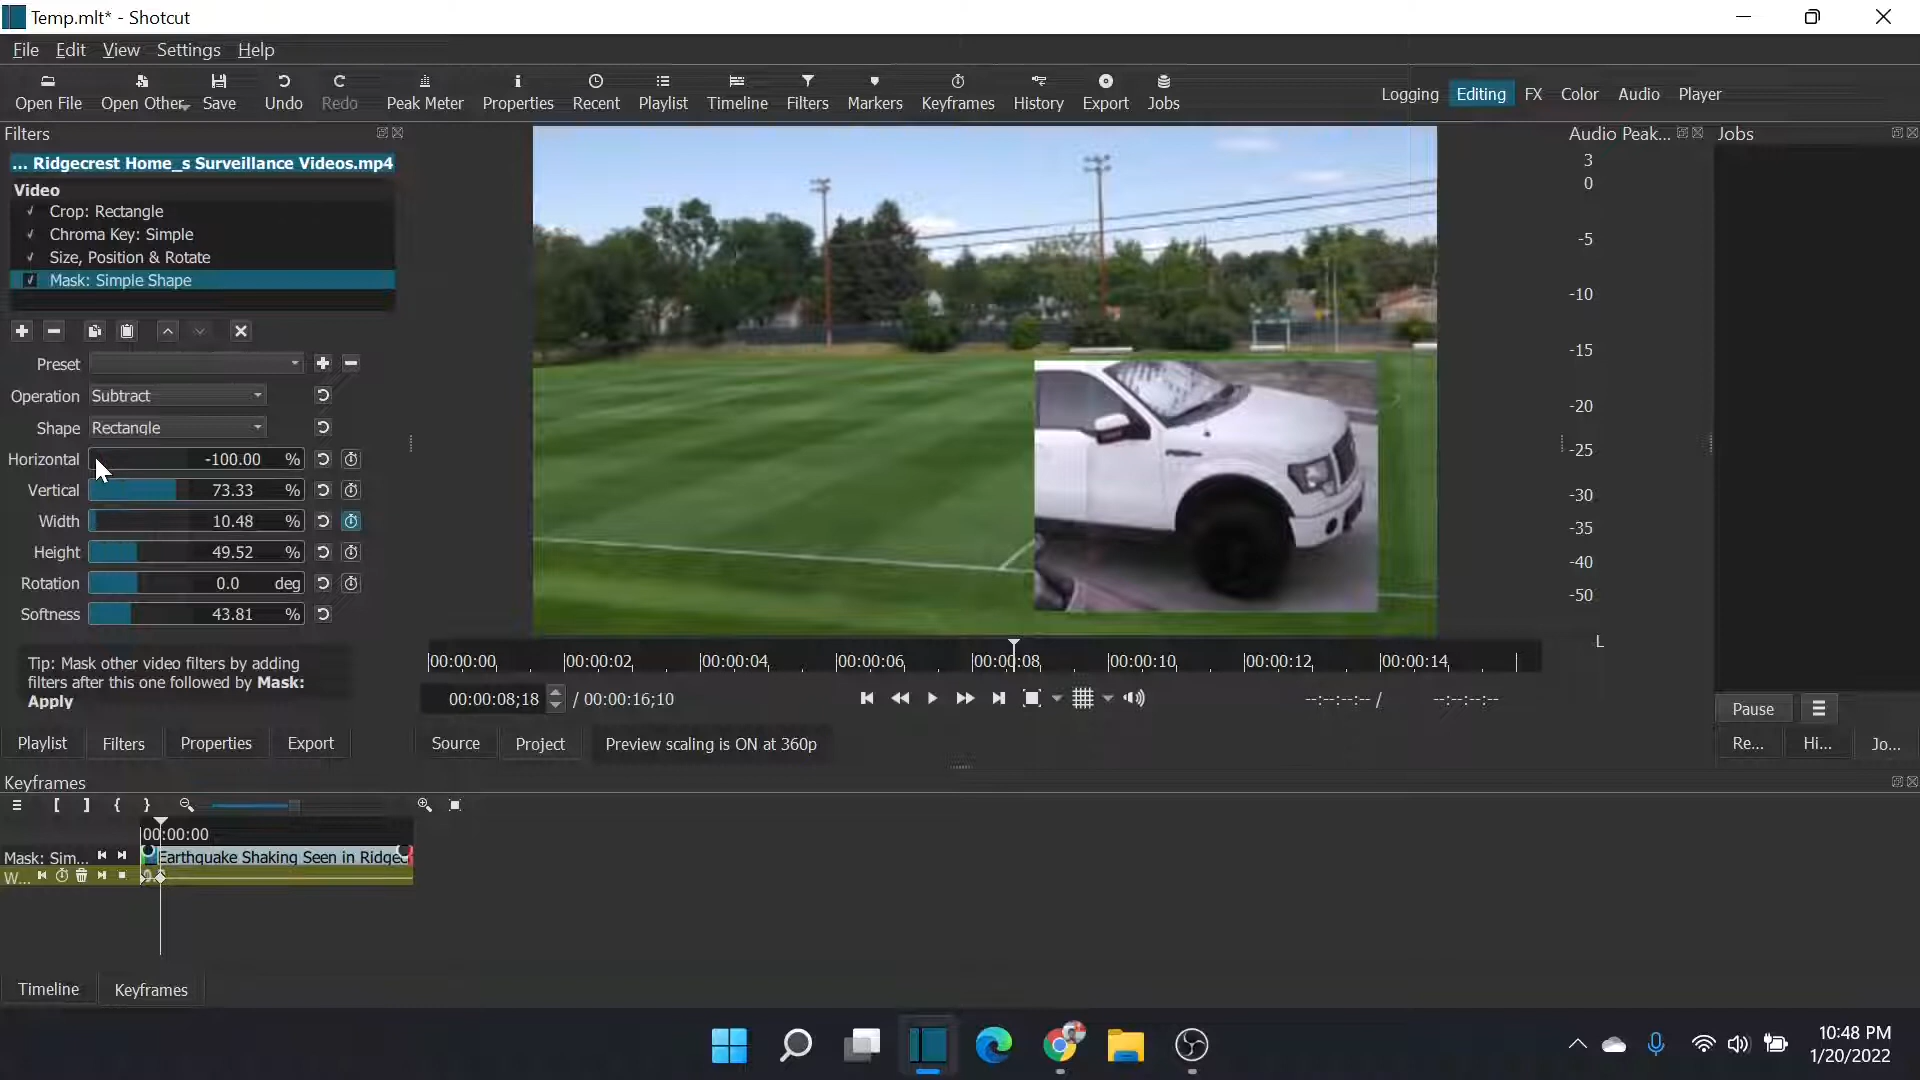 Temp.mlt* - Shotcut
File Edit View Settings Help
Open File Open Other Save Undo Redo Peak Meter Properties Recent Playlist Timeline Filters Markers Keyframes History Export Jobs
Logging Editing FX Color Audio Player
Filters
... Ridgecrest Home_s Surveillance Videos.mp4
Video
Crop: Rectangle
Chroma Key: Simple
Size, Position & Rotate
Mask: Simple Shape
Preset
Operation Subtract
Shape Rectangle
Horizontal -100.00 %
Vertical 73.33 %
Width 10.48 %
Height 49.52 %
Rotation 0.0 deg
Softness 43.81 %
Tip: Mask other video filters by adding
filters after this one followed by Mask:
Apply
Playlist Filters Properties Export
00:00:00 00:00:02 00:00:04 00:00:06 00:00:08 00:00:10 00:00:12 00:00:14
00:00:08;18 / 00:00:16;10
--:--:--:-- / --:--:--:--
Source Project Preview scaling is ON at 360p
Audio Peak...
3
0
-5
-10
-15
-20
-25
-30
-35
-40
-50
L
Jobs
Pause
Re... Hi... Jo...
Keyframes
00:00:00
Mask: Sim...
Earthquake Shaking Seen in Ridgec
W...
Timeline Keyframes
10:48 PM
1/20/2022